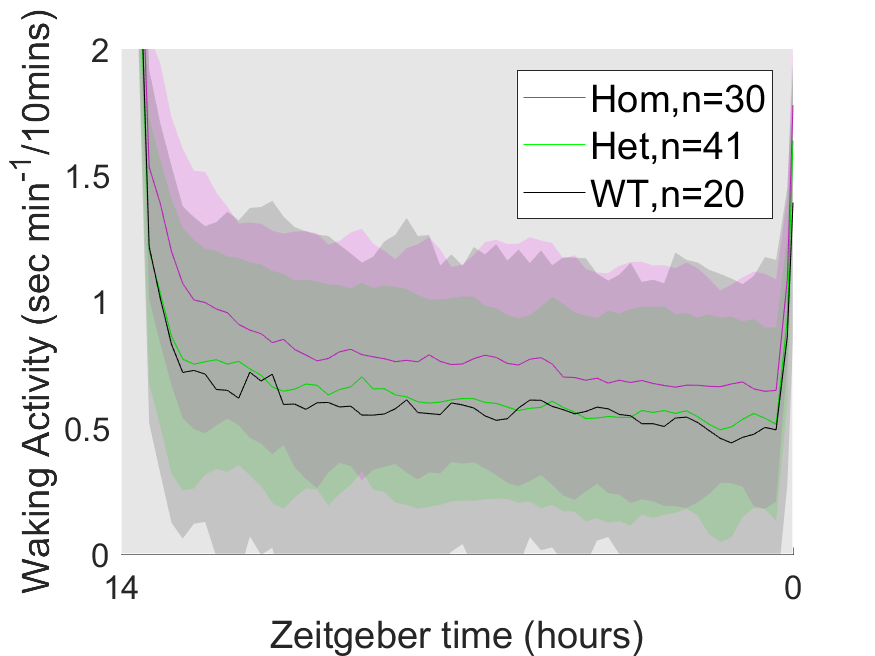 Waking Activity (sec min-1/10mins)
2
1.5
1
0.5
0
Hom,n=30
Het,n=41
WT,n=20
14
0
Zeitgeber time (hours)